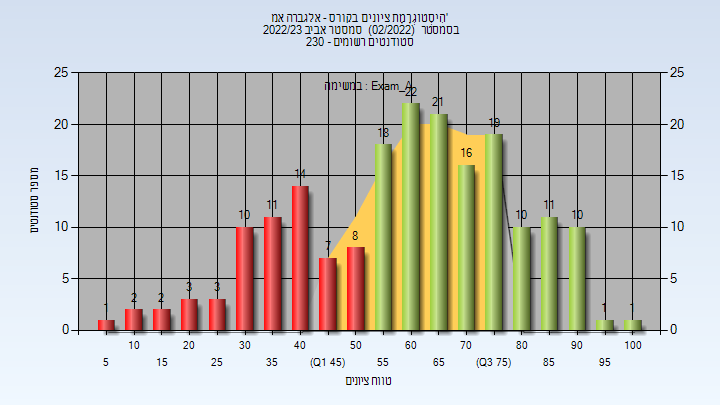 היסטוגרמת ציונים בקורס - אלגברה אמ'
בסמסטר (02/2022) סמסטר אביב 2022/23
סטודנטים רשומים - 230
במשימה : Exam_A
25 25
20 20
15 15
10 10
5 5
0 0
מספר סטודנטים
1 2 2 3 3 10 11 14 7 8 18 22 21 16 19 10 11 10 1 1
10 20 30 40 50 60 70 80 90 100
5 15 25 35 (Q1 45) 55 65 (Q3 75) 85 95
טווח ציונים